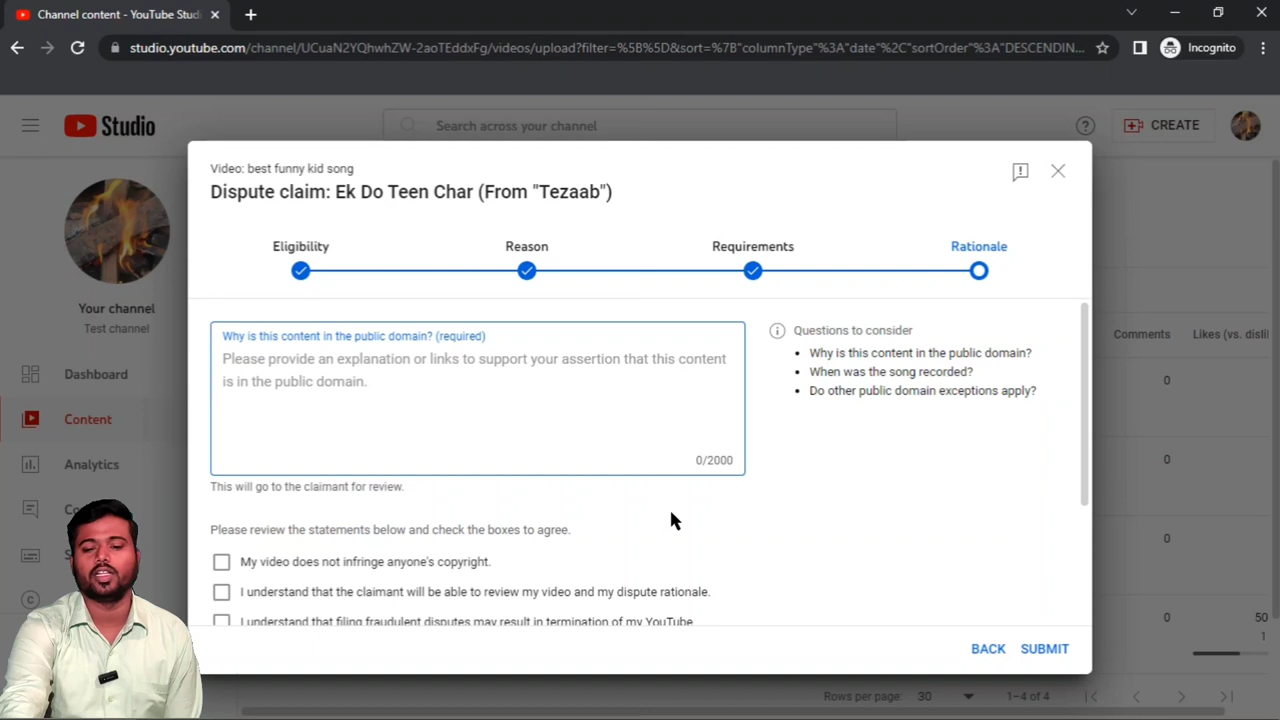 Channel content - YouTube Studi
studio.youtube.com/channel/UCuaN2YQhwhZW-2aoTEddxFg/videos/upload?filter=%5B%5D&sort=%7B"columnType"%3A"date"%2C"sortOrder"%3A"DESCENDIN...
Incognito
Studio
Search across your channel
CREATE
Video: best funny kid song
Dispute claim: Ek Do Teen Char (From "Tezaab")
Eligibility
Reason
Requirements
Rationale
Your channel
Test channel
Dashboard
Content
Analytics
Why is this content in the public domain? (required)
Please provide an explanation or links to support your assertion that this content
is in the public domain.
0/2000
This will go to the claimant for review.
Questions to consider
• Why is this content in the public domain?
• When was the song recorded?
• Do other public domain exceptions apply?
Please review the statements below and check the boxes to agree.
My video does not infringe anyone's copyright.
I understand that the claimant will be able to review my video and my dispute rationale.
I understand that filing fraudulent disputes may result in termination of my YouTube
BACK
SUBMIT
Comments
Likes (vs. disli
0
0
0
0
50
1
Rows per page:
30
1–4 of 4